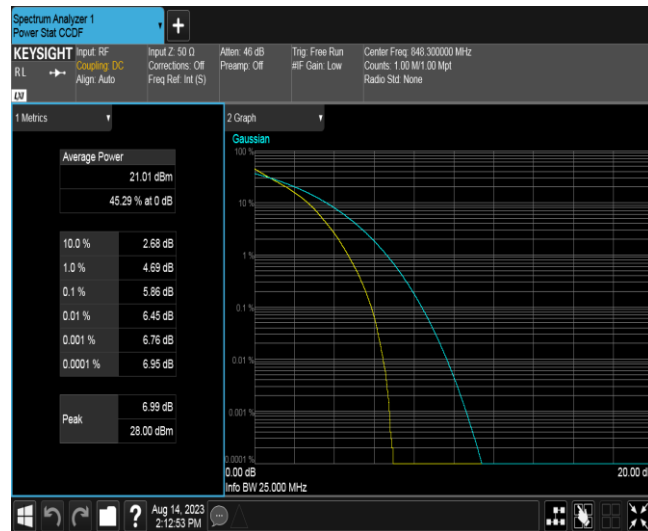 Spectrum Analyzer 1
Power Stat CCDF
+
KEYSIGHT
RL
LXI
Input: RF
Coupling: DC
Align: Auto
Input Z: 50 Ω
Corrections: Off
Freq Ref: Int (S)
Atten: 46 dB
Preamp: Off
Trig: Free Run
#IF Gain: Low
Center Freq: 848.300000 MHz
Counts: 1.00 M/1.00 Mpt
Radio Std: None
1 Metrics
Average Power
21.01 dBm
45.29 % at 0 dB
10.0 % 2.68 dB
1.0 % 4.69 dB
0.1 % 5.86 dB
0.01 % 6.45 dB
0.001 % 6.76 dB
0.0001 % 6.95 dB
Peak
6.99 dB
28.00 dBm
2 Graph
Gaussian
100 %
10 %
1 %
0.1 %
0.01 %
0.001 %
0.0001 %
0.00 dB
20.00 d
Info BW 25.000 MHz
?
Aug 14, 2023
2:12:53 PM